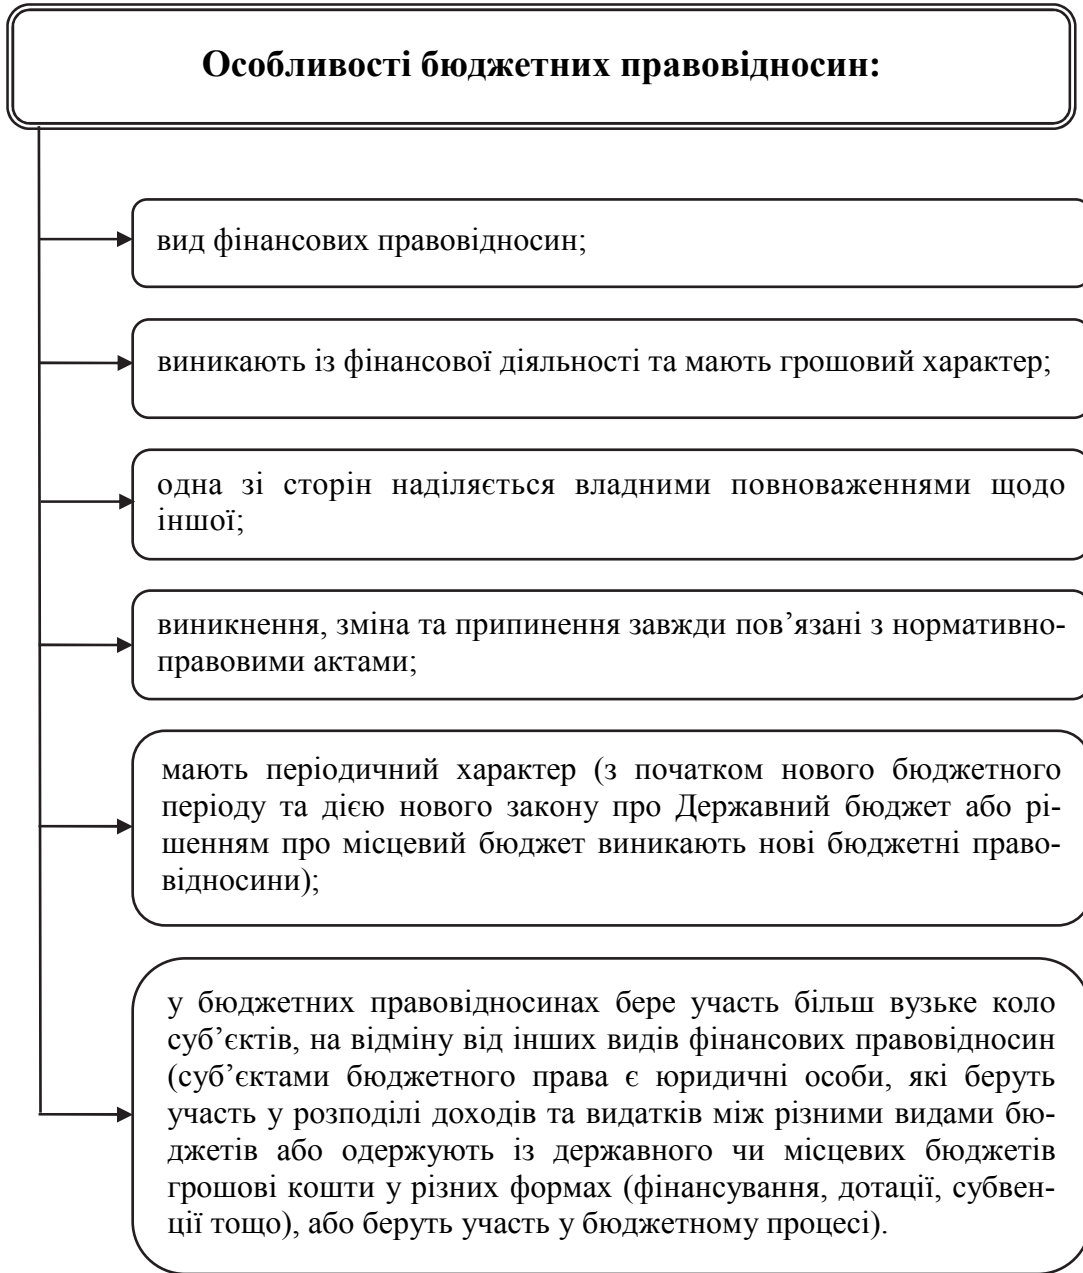 Особливості бюджетних правовідносин:
вид фінансових правовідносин;
виникають із фінансової діяльності та мають грошовий характер;
одна зі сторін наділяється владними повноваженнями щодо
іншої;
виникнення, зміна та припинення завжди пов’язані з нормативно-
правовими актами;
мають періодичний характер (з початком нового бюджетного
періоду та дією нового закону про Державний бюджет або рі-
шенням про місцевий бюджет виникають нові бюджетні право-
відносини);
у бюджетних правовідносинах бере участь більш вузьке коло
суб’єктів, на відміну від інших видів фінансових правовідносин
(суб’єктами бюджетного права є юридичні особи, які беруть
участь у розподілі доходів та видатків між різними видами бю-
джетів або одержують із державного чи місцевих бюджетів
грошові кошти у різних формах (фінансування, дотації, субвен-
ції тощо), або беруть участь у бюджетному процесі).